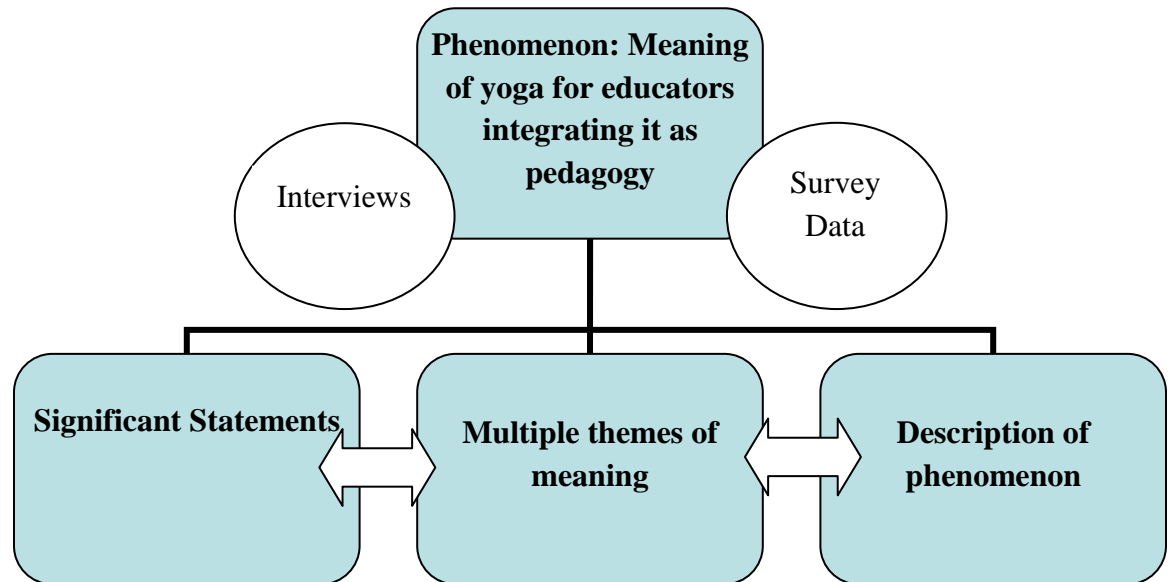 Phenomenon: Meaning
of yoga for educators
integrating it as
pedagogy
Interviews
Survey
Data
Significant Statements
Multiple themes of
meaning
Description of
phenomenon